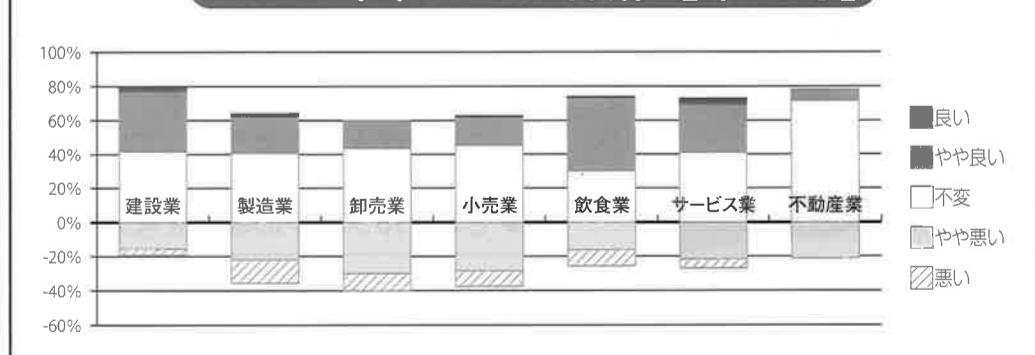 100%
80%
60%
40%
20%
0%
-20%
-40%
-60%
建設業
製造業
卸売業
小売業
飲食業
サービス業
不動産業
良い
やや良い
不変
やや悪い
悪い